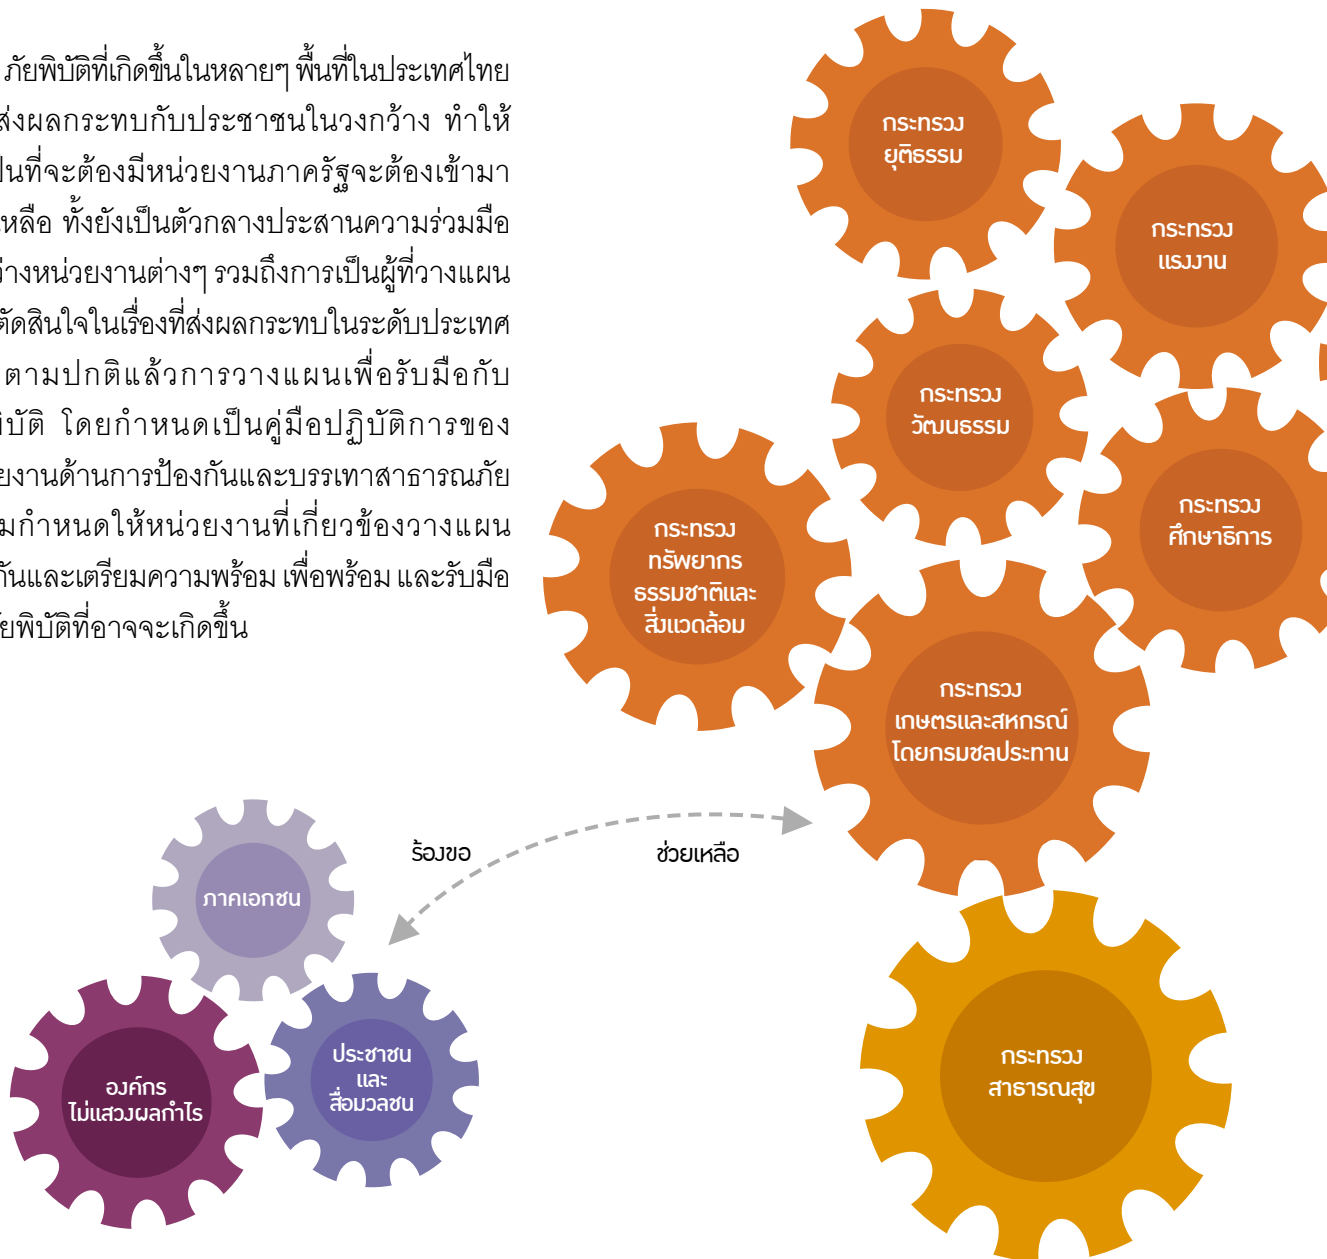 ภัยพิบัติที่เกิดขึ้นในหลายๆ พื้นที่ในประเทศไทย
ส่งผลกระทบกับประชาชนในวงกว้าง ทำให้
ที่จะต้องมีหน่วยงานภาครัฐจะต้องเข้ามา
เหลือ ทั้งยังเป็นตัวกลางประสานความร่วมมือ
หน่วยงานต่างๆ รวมถึงการเป็นผู้ที่วางแผน
ตัดสินใจในเรื่องที่ส่งผลกระทบในระดับประเทศ
ตามปกติแล้วการวางแผนเพื่อรับมือกับ
บัติ โดยกำหนดเป็นคู่มือปฏิบัติการของ
งานด้านการป้องกันและบรรเทาสาธารณภัย
กำหนดให้หน่วยงานที่เกี่ยวข้องวางแผน
กันและเตรียมความพร้อม เพื่อพร้อม และรับมือ
ยพิบัติที่อาจจะเกิดขึ้น
กระทรวง
ยุติธรรม
กระทรวง
แรงงาน
กระทรวง
วัฒนธรรม
กระทรวง
ศึกษาธิการ
กระทรวง
ทรัพยากร
ธรรมชาติและ
สิ่งแวดล้อม
กระทรวง
เกษตรและสหกรณ์
โดยกรมชลประทาน
ร้องขอ
ช่วยเหลือ
ภาคเอกชน
องค์กร
ไม่แสวงผลกำไร
ประชาชน
และ
สื่อมวลชน
กระทรวง
สาธารณสุข